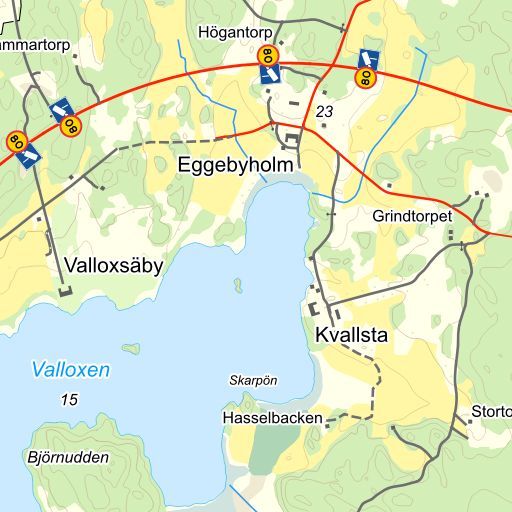 Högantorp
ammartorp
80
80
80
80
23
Eggebyholm
Grindtorpet
Valloxsäby
Kvallsta
Valloxen
15
Skarpön
Hasselbacken
Storto
Björnudden